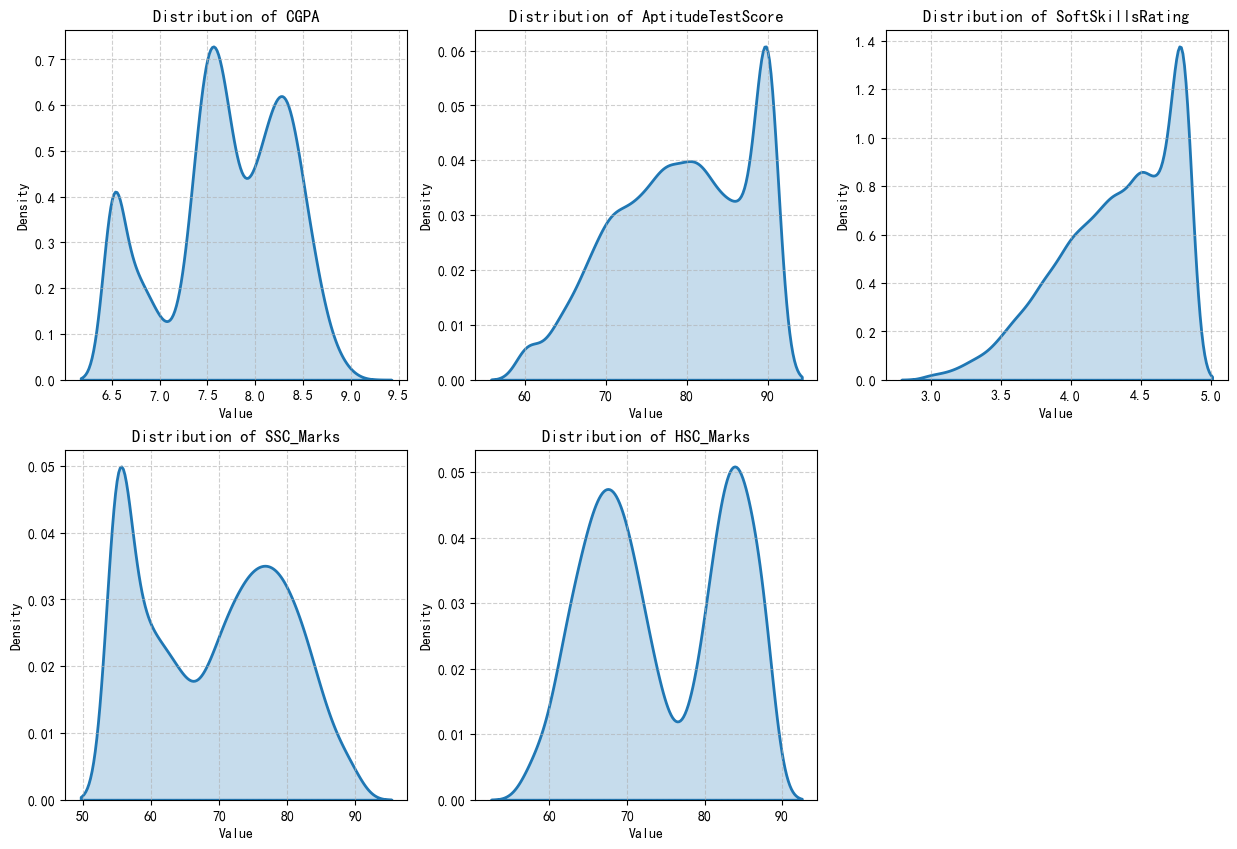 Distribution of CGPA
0.7
0.6
0.5
0.4
0.3
0.2
0.1
0.0
Density
6.5 7.0 7.5 8.0 8.5 9.0 9.5
Value
Distribution of AptitudeTestScore
0.06
0.05
0.04
0.03
0.02
0.01
0.00
Density
60 70 80 90
Value
Distribution of SoftSkillsRating
1.4
1.2
1.0
0.8
0.6
0.4
0.2
0.0
Density
3.0 3.5 4.0 4.5 5.0
Value
Distribution of SSC_Marks
0.05
0.04
0.03
0.02
0.01
0.00
Density
50 60 70 80 90
Value
Distribution of HSC_Marks
0.05
0.04
0.03
0.02
0.01
0.00
Density
60 70 80 90
Value